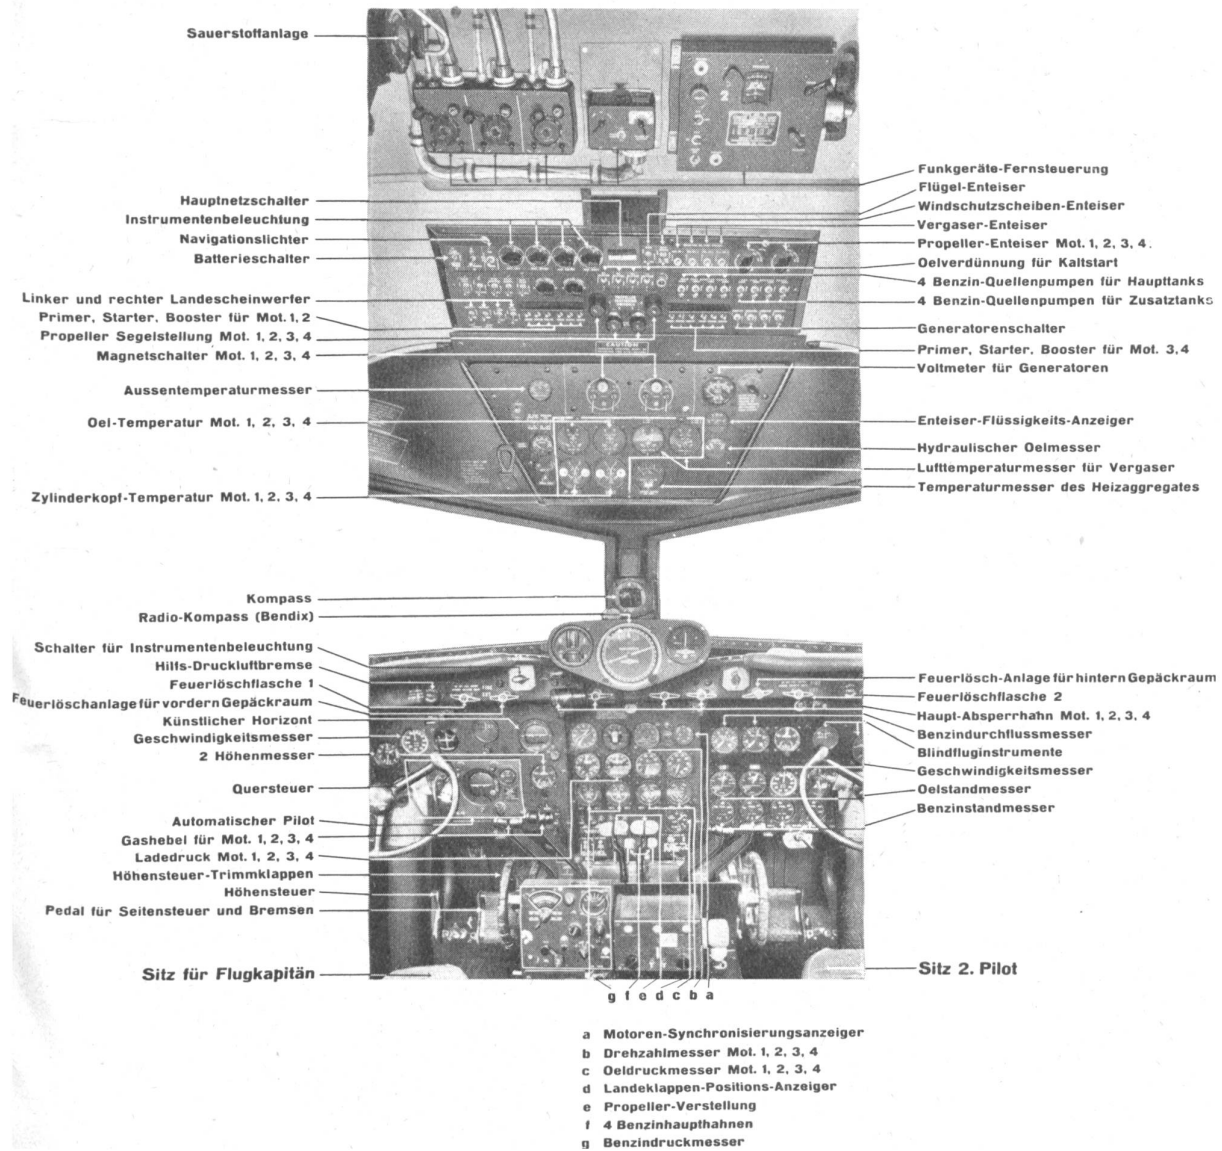 Sauerstoffanlage
Hauptnetzschalter
Instrumentenbeleuchtung
Navigationslichter
Batterieschalter
Linker und rechter Landescheinwerfer
Primer, Starter, Booster für Mot. 1, 2
Propeller Segelstellung Mot. 1, 2, 3, 4
Magnetschalter Mot. 1, 2, 3, 4
Aussentemperaturmesser
Oel-Temperatur Mot. 1, 2, 3, 4
Zylinderkopf-Temperatur Mot. 1, 2, 3, 4
Kompass
Radio-Kompass (Bendix)
Schalter für Instrumentenbeleuchtung
Hilfs-Druckluftbremse
Feuerlöschflasche 1
Feuerlöschanlage für vordern Gepäckraum
Künstlicher Horizont
Geschwindigkeitsmesser
2 Höhenmesser
Quersteuer
Automatischer Pilot
Gashebel für Mot. 1, 2, 3, 4
Ladedruck Mot. 1, 2, 3, 4
Höhensteuer-Trimmklappen
Höhensteuer
Pedal für Seitensteuer und Bremsen
Sitz für Flugkapitän
Funkgeräte-Fernsteuerung
Flügel-Enteiser
Windschutzscheiben-Enteiser
Vergaser-Enteiser
Propeller-Enteiser Mot. 1, 2, 3, 4.
Oelverdünnung für Kaltstart
4 Benzin-Quellenpumpen für Haupttanks
4 Benzin-Quellenpumpen für Zusatztanks
Generatorenschalter
Primer, Starter, Booster für Mot. 3, 4
Voltmeter für Generatoren
Enteiser-Flüssigkeits-Anzeiger
Hydraulischer Oelmesser
Lufttemperaturmesser für Vergaser
Temperaturmesser des Heizaggregates
Feuerlösch-Anlage für hintern Gepäckraum
Feuerlöschflasche 2
Haupt-Absperrhahn Mot. 1, 2, 3, 4
Benzindurchflussmesser
Blindfluginstrumente
Geschwindigkeitsmesser
Oelstandmesser
Benzinstandmesser
Sitz 2. Pilot
CAUTION
g f e d c b a
a Motoren-Synchronisierungsanzeiger
b Drehzahlmesser Mot. 1, 2, 3, 4
c Oeldruckmesser Mot. 1, 2, 3, 4
d Landeklappen-Positions-Anzeiger
e Propeller-Verstellung
f 4 Benzinhaupthahnen
g Benzindruckmesser